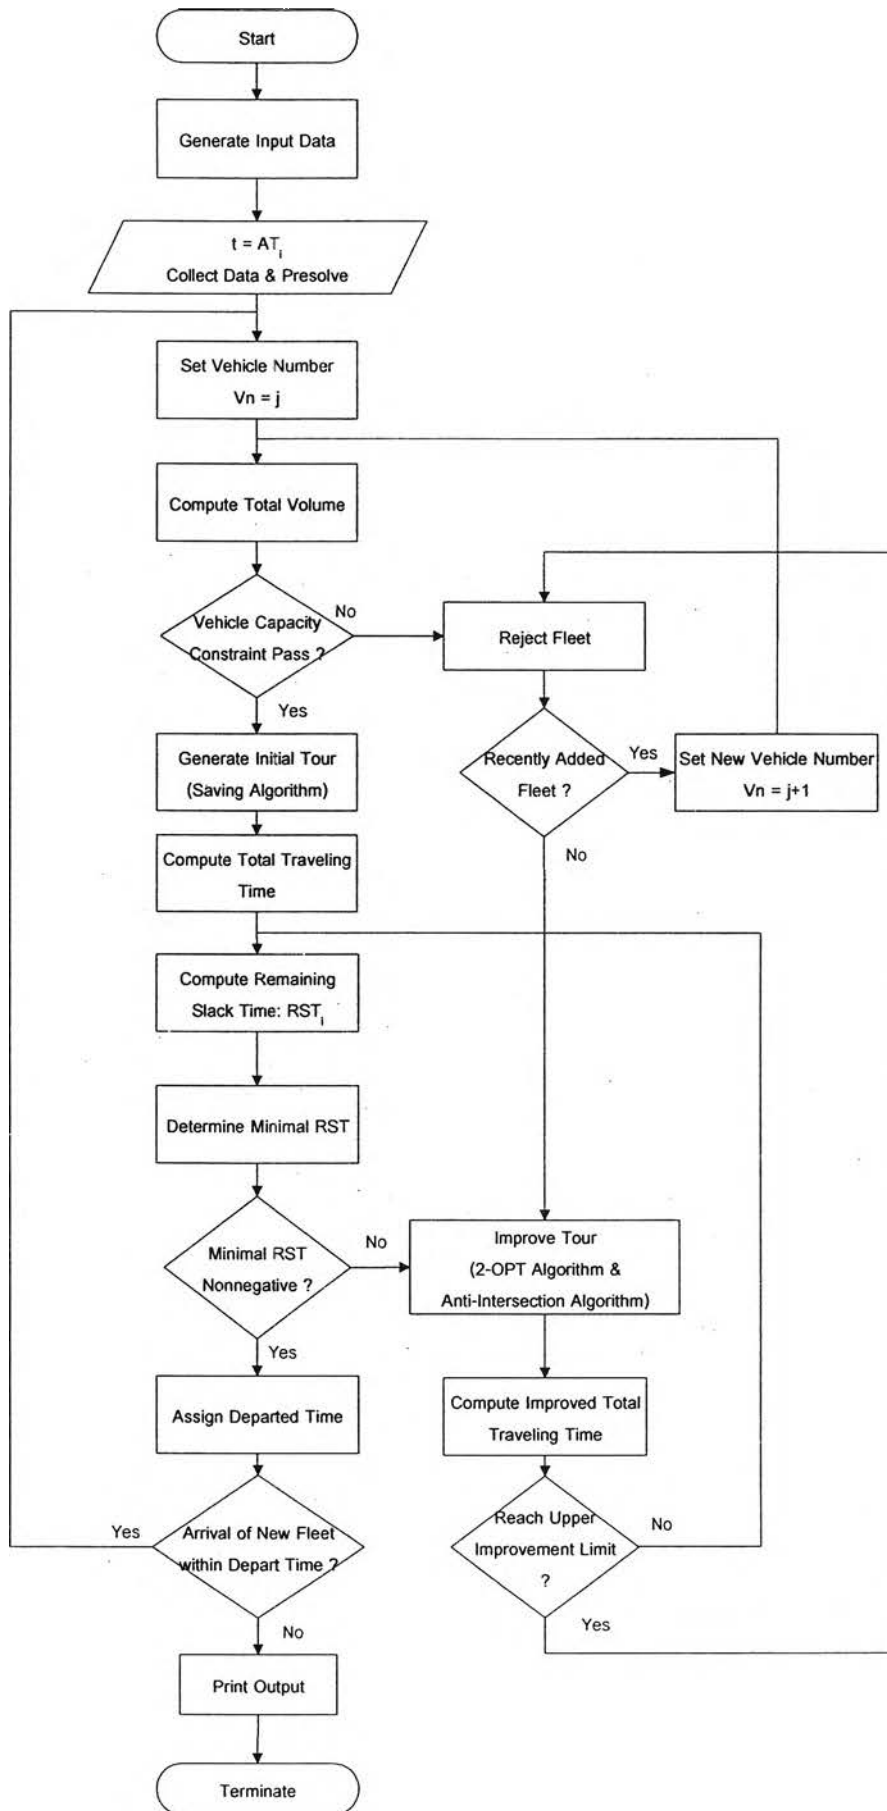 Start
Generate Input Data
t = AT_i
Collect Data & Presolve
Set Vehicle Number
Vn = j
Compute Total Volume
Vehicle Capacity
Constraint Pass ?
No
Yes
Reject Fleet
Recently Added
Fleet ?
Yes
No
Set New Vehicle Number
Vn = j+1
Generate Initial Tour
(Saving Algorithm)
Compute Total Traveling
Time
Compute Remaining
Slack Time: RST_i
Determine Minimal RST
Minimal RST
Nonnegative ?
No
Yes
Improve Tour
(2-OPT Algorithm &
Anti-Intersection Algorithm)
Assign Departed Time
Compute Improved Total
Traveling Time
Arrival of New Fleet
within Depart Time ?
Yes
No
Reach Upper
Improvement Limit
?
No
Yes
Print Output
Terminate